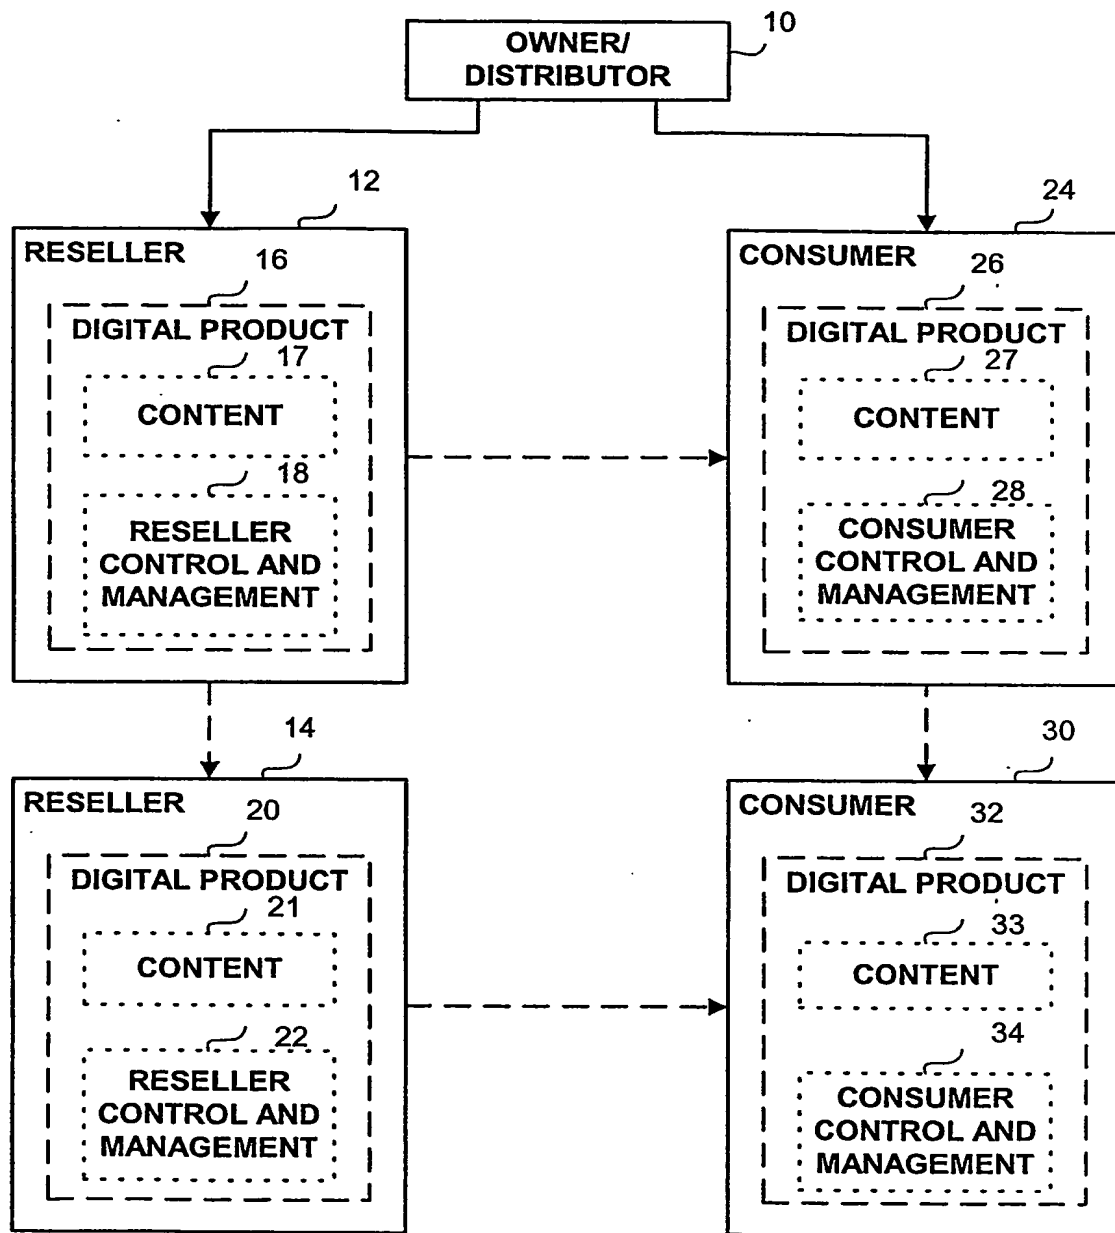 10
OWNER/
DISTRIBUTOR
12
RESELLER
16
DIGITAL PRODUCT
17
CONTENT
18
RESELLER
CONTROL AND
MANAGEMENT
24
CONSUMER
26
DIGITAL PRODUCT
27
CONTENT
28
CONSUMER
CONTROL AND
MANAGEMENT
14
RESELLER
20
DIGITAL PRODUCT
21
CONTENT
22
RESELLER
CONTROL AND
MANAGEMENT
30
CONSUMER
32
DIGITAL PRODUCT
33
CONTENT
34
CONSUMER
CONTROL AND
MANAGEMENT